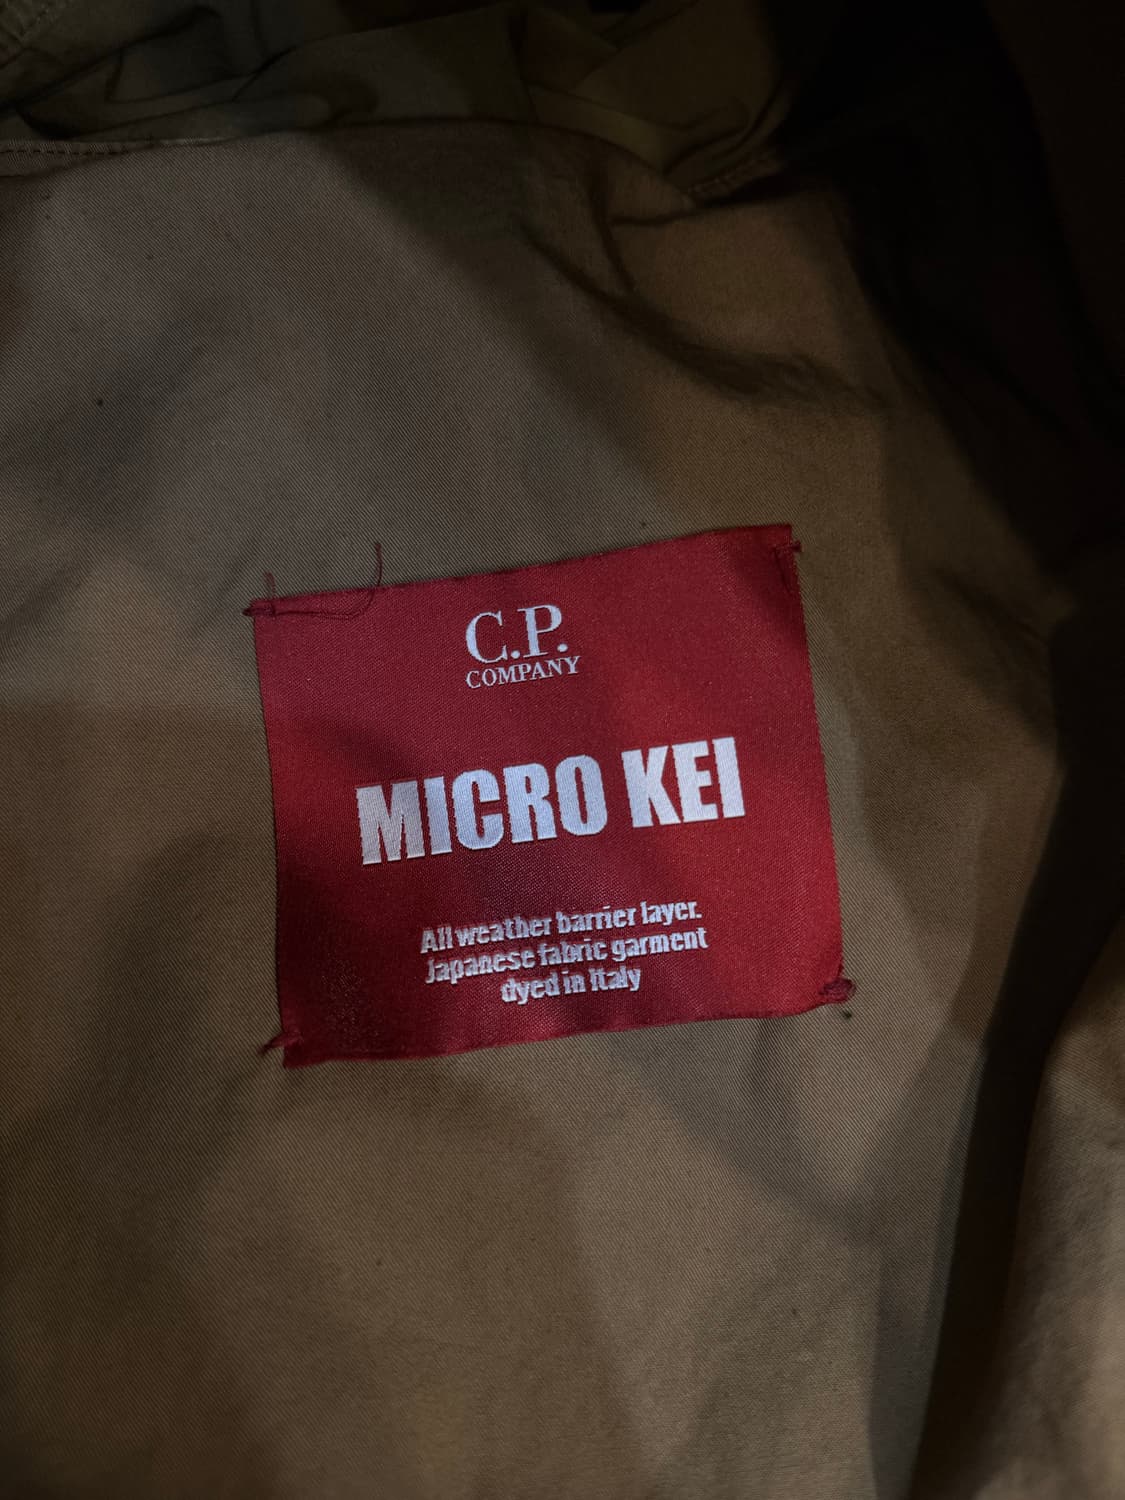 C.P.
COMPANY
MICRO KEI
All weather barrier layer.
Japanese fabric garment
dyed in Italy